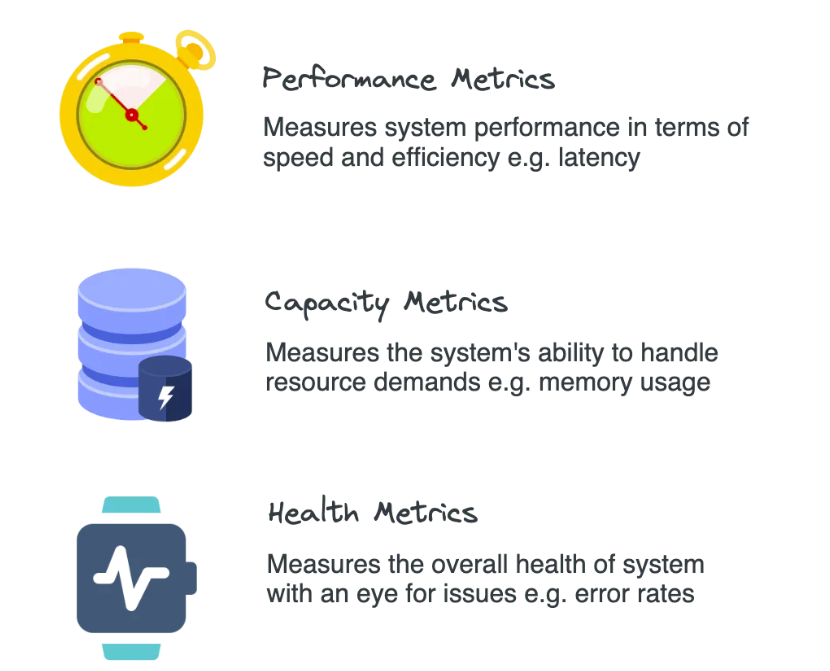 Performance Metrics
Measures system performance in terms of
speed and efficiency e.g. latency
Capacity Metrics
Measures the system's ability to handle
resource demands e.g. memory usage
Health Metrics
Measures the overall health of system
with an eye for issues e.g. error rates